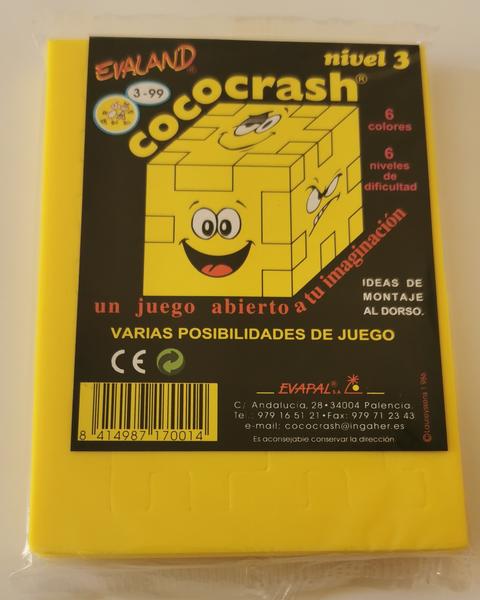 EVALAND®
nivel 3
3-99
cococrash®
6
colores
6
niveles
de
dificultad
un juego abierto a tu imaginación
IDEAS DE
MONTAJE
AL DORSO.
VARIAS POSIBILIDADES DE JUEGO
CE
EVAPAL® S.A.
C/ Andalucía, 28•34004 Palencia.
Tel.: 979 16 51 21•Fax: 979 71 23 43
e-mail: cococrash@ingaher.es
Es aconsejable conservar la dirección.
8 414987 170014